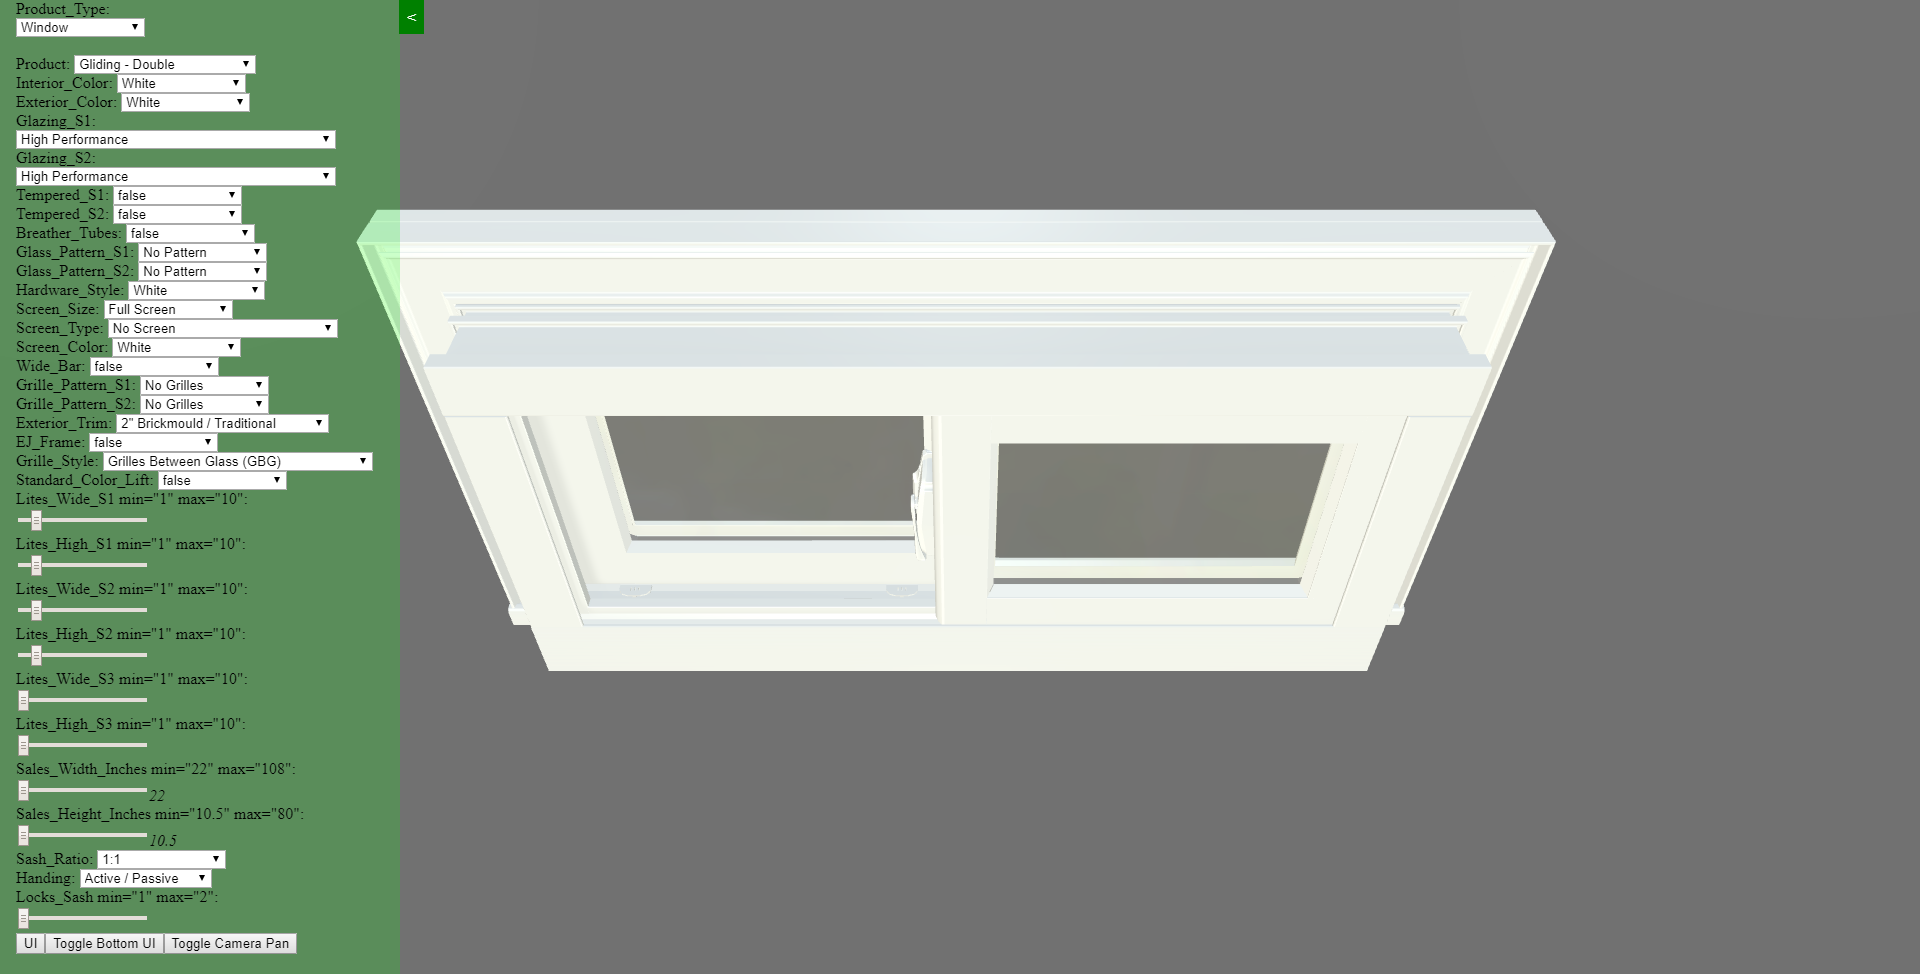 Product_Type:
Window
<
Product: Gliding - Double
Interior_Color: White
Exterior_Color: White
Glazing_S1:
High Performance
Glazing_S2:
High Performance
Tempered_S1: false
Tempered_S2: false
Breather_Tubes: false
Glass_Pattern_S1: No Pattern
Glass_Pattern_S2: No Pattern
Hardware_Style: White
Screen_Size: Full Screen
Screen_Type: No Screen
Screen_Color: White
Wide_Bar: false
Grille_Pattern_S1: No Grilles
Grille_Pattern_S2: No Grilles
Exterior_Trim: 2" Brickmould / Traditional
EJ_Frame: false
Grille_Style: Grilles Between Glass (GBG)
Standard_Color_Lift: false
Lites_Wide_S1 min="1" max="10":
Lites_High_S1 min="1" max="10":
Lites_Wide_S2 min="1" max="10":
Lites_High_S2 min="1" max="10":
Lites_Wide_S3 min="1" max="10":
Lites_High_S3 min="1" max="10":
Sales_Width_Inches min="22" max="108":
22
Sales_Height_Inches min="10.5" max="80":
10.5
Sash_Ratio: 1:1
Handing: Active / Passive
Locks_Sash min="1" max="2":
UI Toggle Bottom UI Toggle Camera Pan